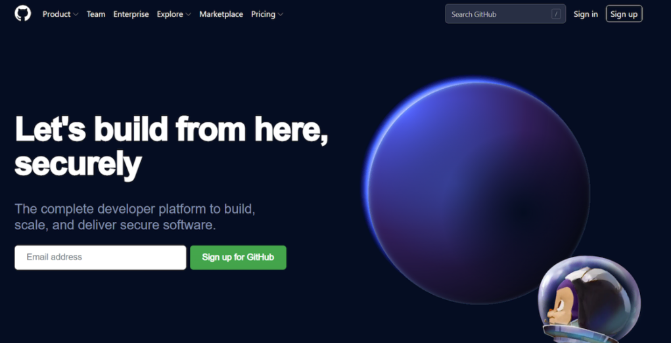 Product Team Enterprise Explore Marketplace Pricing Search GitHub / Sign in Sign up
Let's build from here,
securely
The complete developer platform to build,
scale, and deliver secure software.
Email address Sign up for GitHub